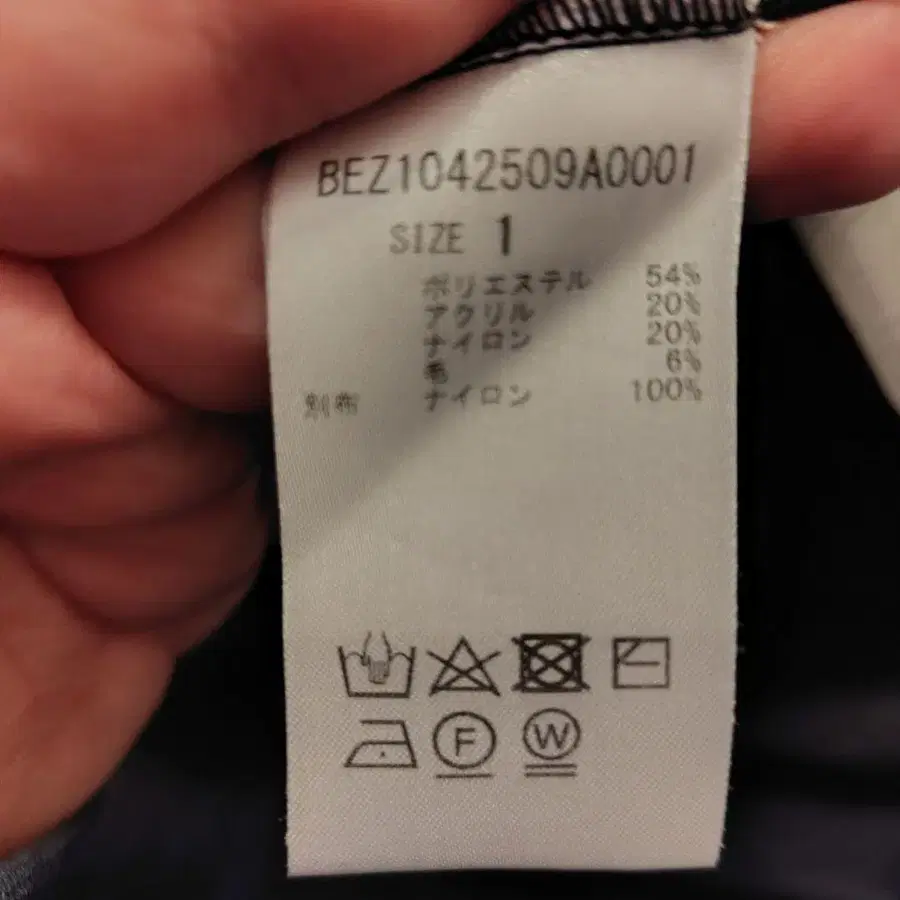 BEZ1042509A0001
SIZE 1
ポリエステル 54%
アクリル 20%
ナイロン 20%
毛 6%
別布 ナイロン 100%
F W